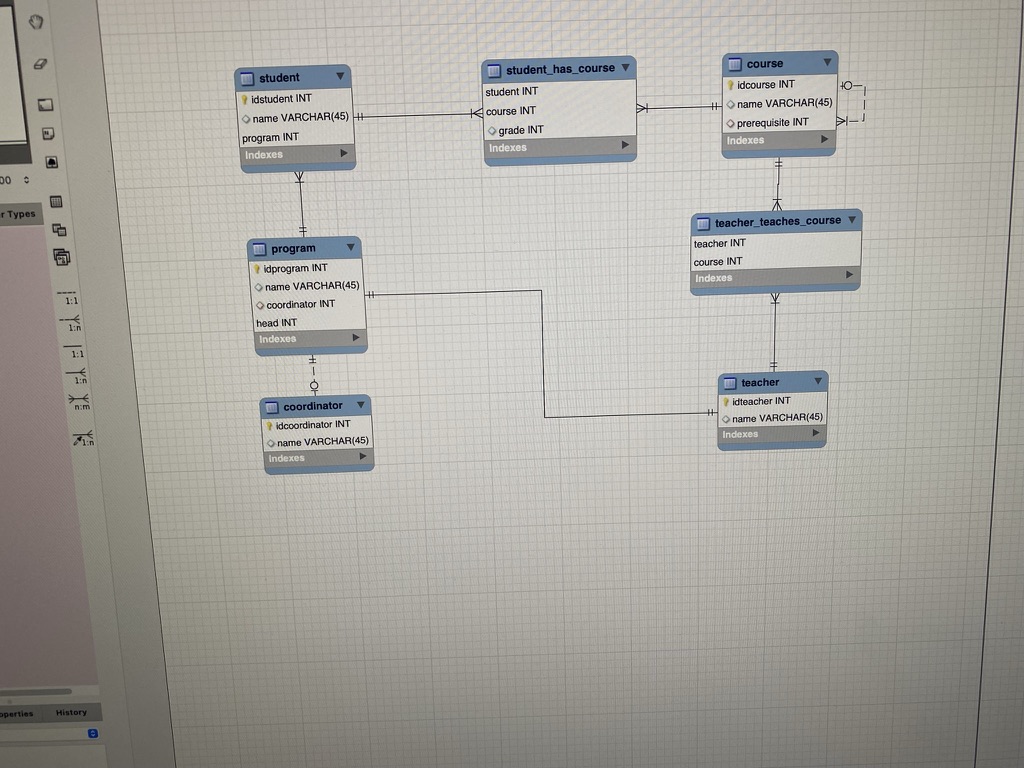 student
idstudent INT
name VARCHAR(45)
program INT
Indexes
student_has_course
student INT
course INT
grade INT
Indexes
course
idcourse INT
name VARCHAR(45)
prerequisite INT
Indexes
program
idprogram INT
name VARCHAR(45)
coordinator INT
head INT
Indexes
teacher_teaches_course
teacher INT
course INT
Indexes
coordinator
idcoordinator INT
name VARCHAR(45)
Indexes
teacher
idteacher INT
name VARCHAR(45)
Indexes
00
r Types
1:1
1:n
1:1
1:n
n:m
1:n
operties History